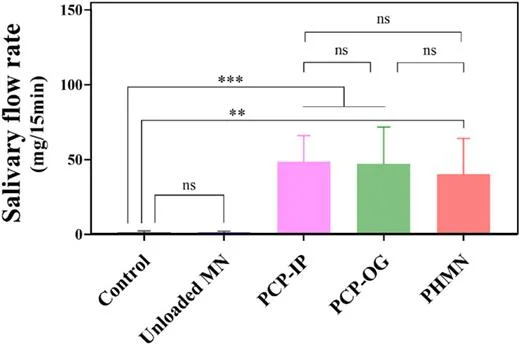 Salivary flow rate
(mg/15min)
150
100
50
0
ns
ns
ns
***
**
ns
Control
Unloaded MN
PCP-IP
PCP-OG
PHMN